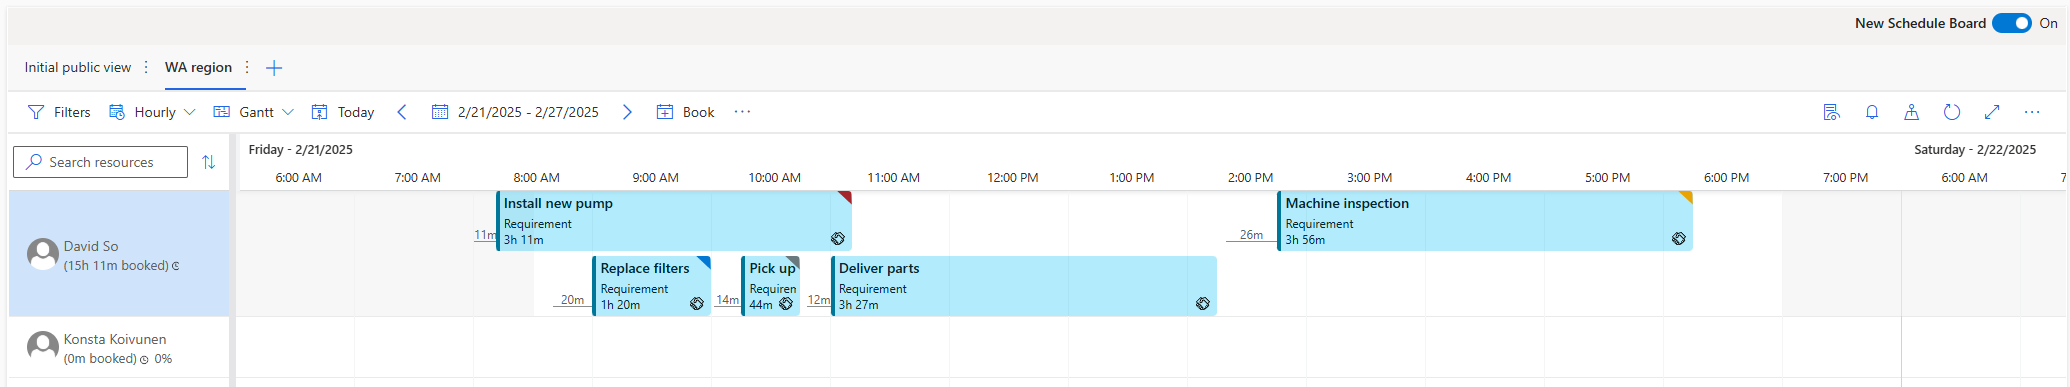 New Schedule Board On
Initial public view WA region
Filters Hourly Gantt Today 2/21/2025 - 2/27/2025 Book
Search resources
Friday - 2/21/2025 Saturday - 2/22/2025
6:00 AM 7:00 AM 8:00 AM 9:00 AM 10:00 AM 11:00 AM 12:00 PM 1:00 PM 2:00 PM 3:00 PM 4:00 PM 5:00 PM 6:00 PM 7:00 PM 6:00 AM 7
David So
(15h 11m booked)
11m
Install new pump
Requirement
3h 11m
26m
Machine inspection
Requirement
3h 56m
20m
Replace filters
Requirement
1h 20m
14m
Pick up
Requirem
44m
12m
Deliver parts
Requirement
3h 27m
Konsta Koivunen
(0m booked) 0%